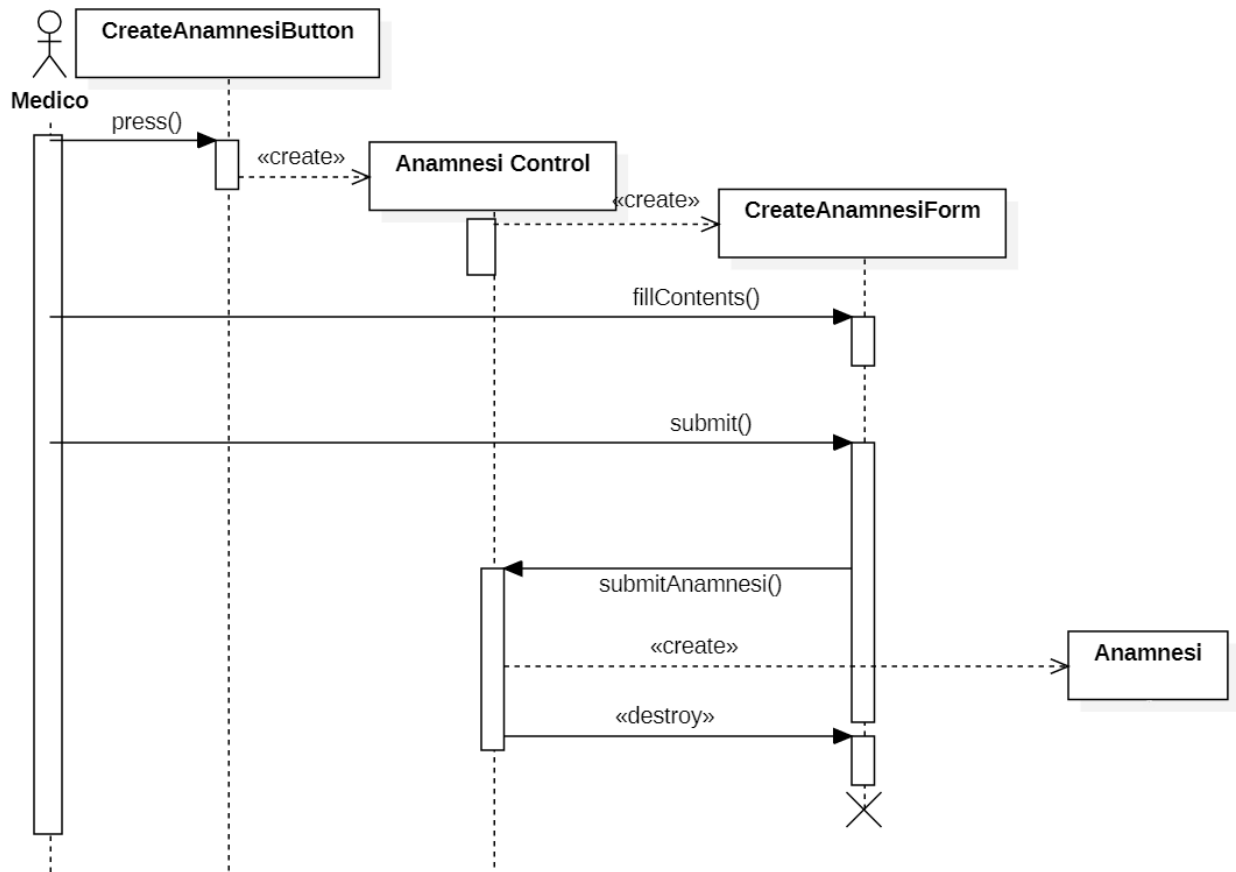 CreateAnamnesiButton
Medico
press()
«create»
Anamnesi Control
«create»
CreateAnamnesiForm
fillContents()
submit()
submitAnamnesi()
«create»
Anamnesi
«destroy»